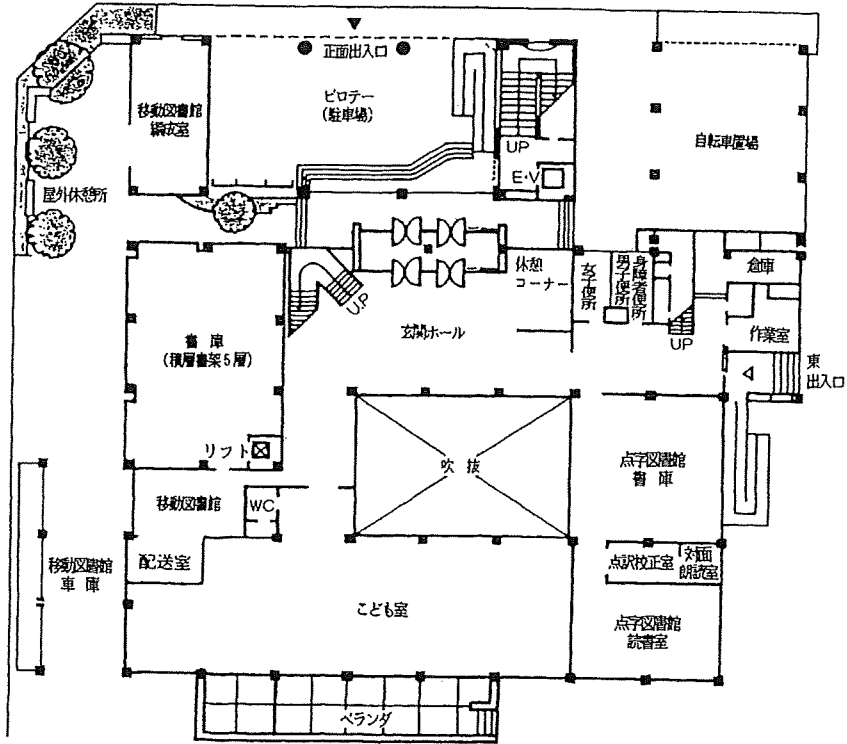 正面出入口
ピロテー
(駐車場)
移動図書館
編成室
UP
E・V
自転車置場
屋外休憩所
休憩
コーナー
女子便所
男子便所
身障者便所
倉庫
UP
玄関ホール
作業室
UP
東
出入口
書庫
(積層書架5層)
リフト
吹抜
点字図書館
書庫
移動図書館
WC
配送室
移動図書館
車庫
点訳校正室
対面
朗読室
こども室
点字図書館
読書室
ベランダ